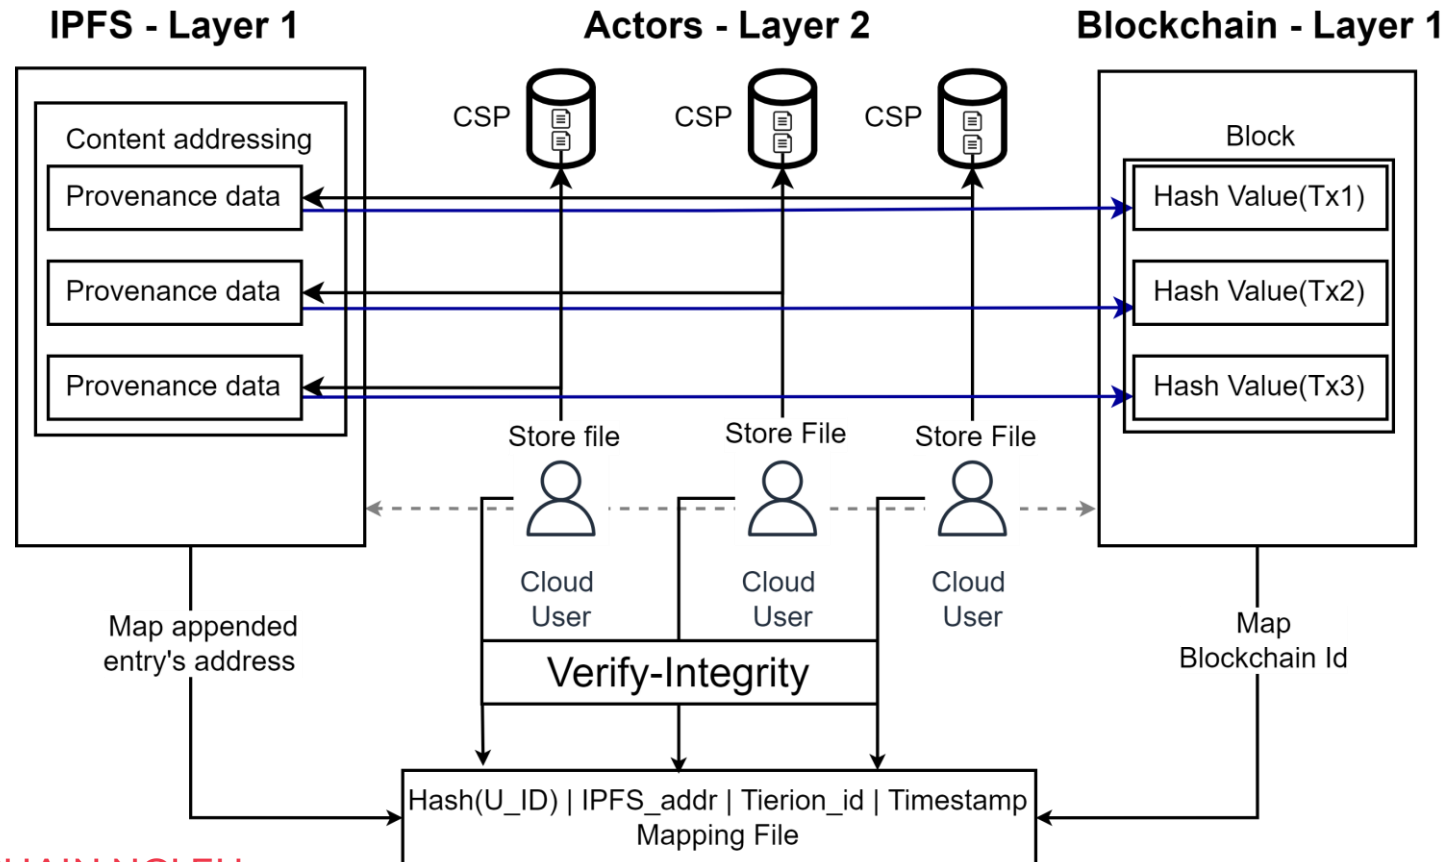 IPFS - Layer 1
Actors - Layer 2
Blockchain - Layer 1
CSP
CSP
CSP
Content addressing
Block
Provenance data
Hash Value(Tx1)
Provenance data
Hash Value(Tx2)
Provenance data
Hash Value(Tx3)
Store file
Store File
Store File
Cloud
User
Cloud
User
Cloud
User
Map appended
entry's address
Map
Blockchain Id
Verify-Integrity
Hash(U_ID) | IPFS_addr | Tierion_id | Timestamp
Mapping File